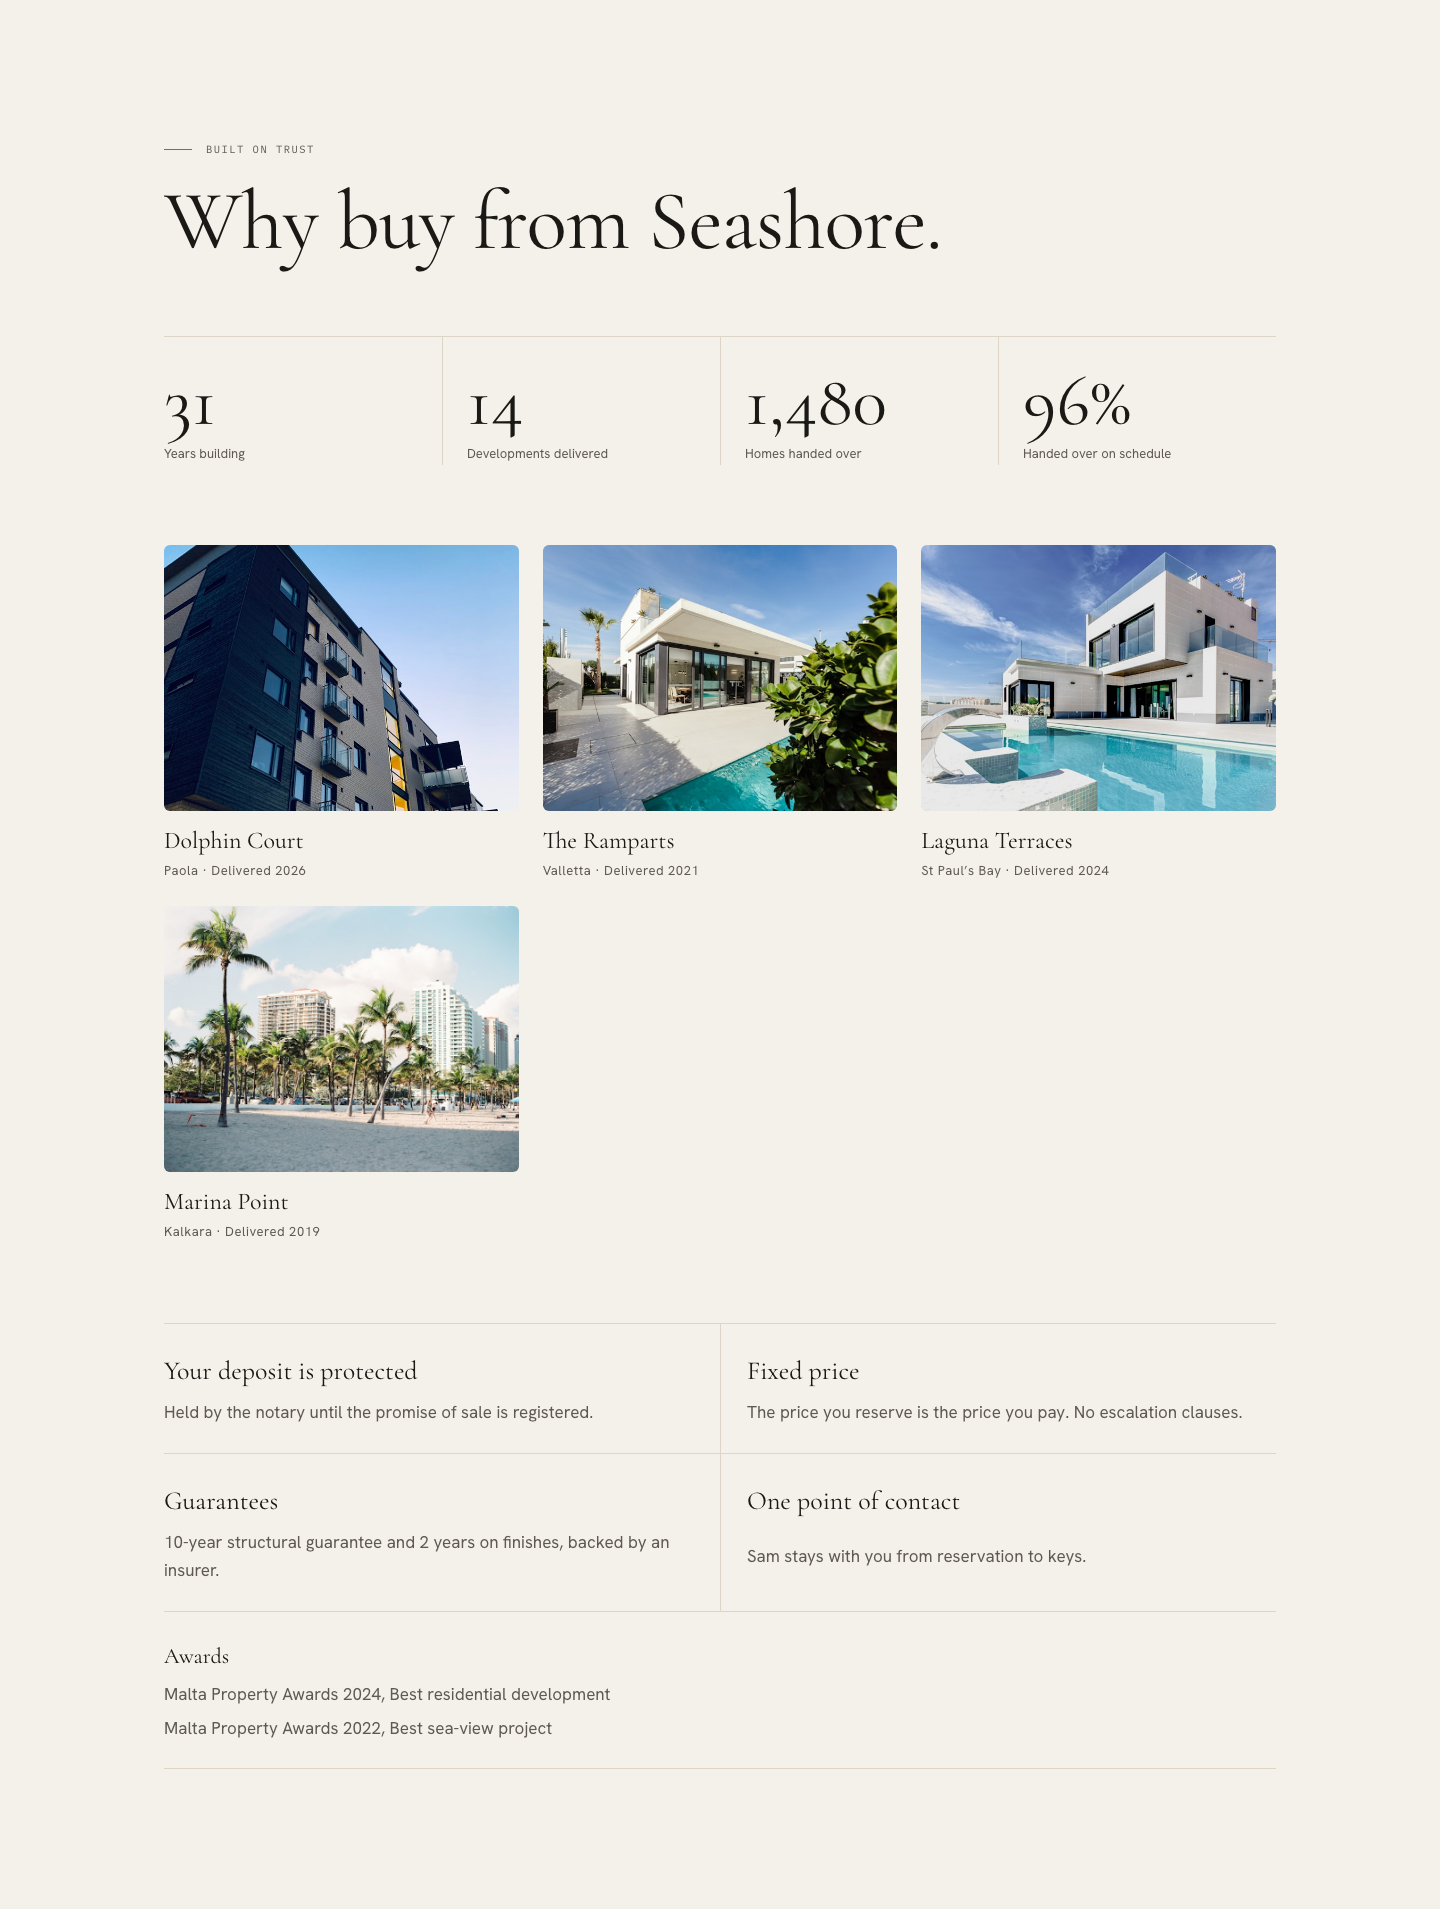 BUILT ON TRUST
Why buy from Seashore.
31
Years building
14
Developments delivered
1,480
Homes handed over
96%
Handed over on schedule
Dolphin Court
Paola · Delivered 2026
The Ramparts
Valletta · Delivered 2021
Laguna Terraces
St Paul’s Bay · Delivered 2024
Marina Point
Kalkara · Delivered 2019
Your deposit is protected
Held by the notary until the promise of sale is registered.
Fixed price
The price you reserve is the price you pay. No escalation clauses.
Guarantees
10-year structural guarantee and 2 years on finishes, backed by an
insurer.
One point of contact
Sam stays with you from reservation to keys.
Awards
Malta Property Awards 2024, Best residential development
Malta Property Awards 2022, Best sea-view project